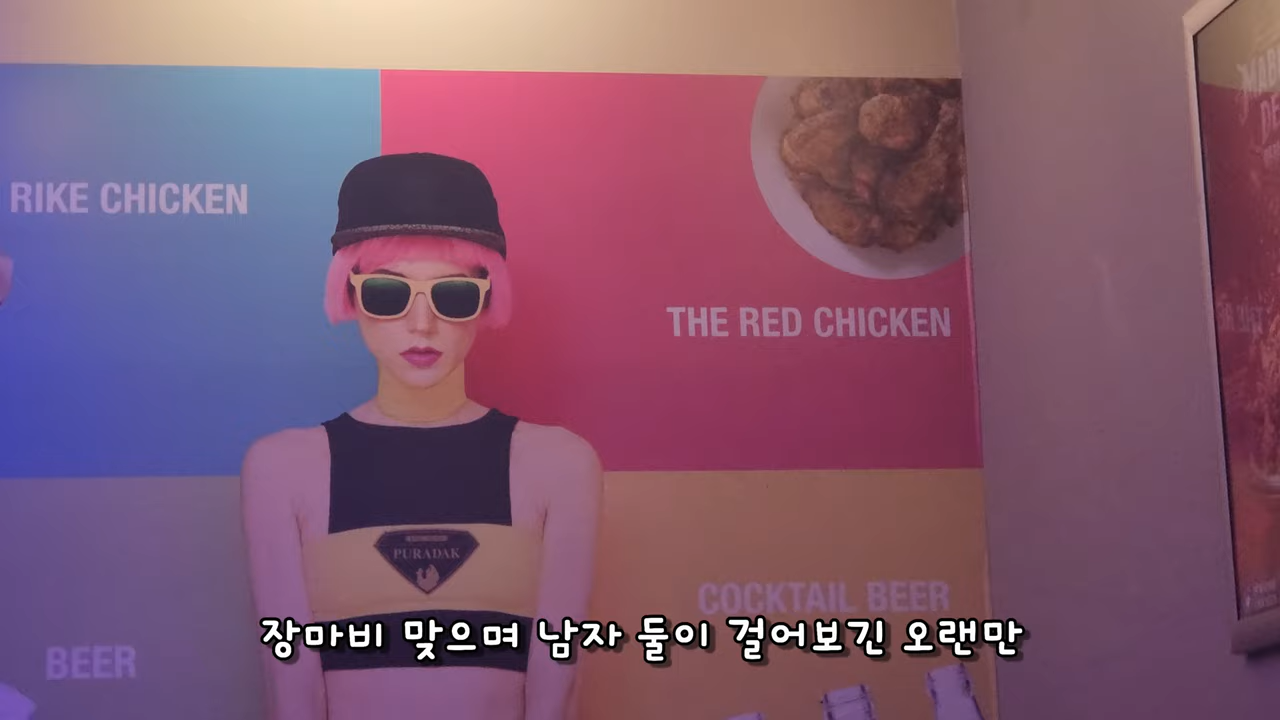 RIKE CHICKEN
THE RED CHICKEN
PURADAK
COCKTAIL BEER
BEER
장마비 맞으며 남자 둘이 걸어보긴 오랜만